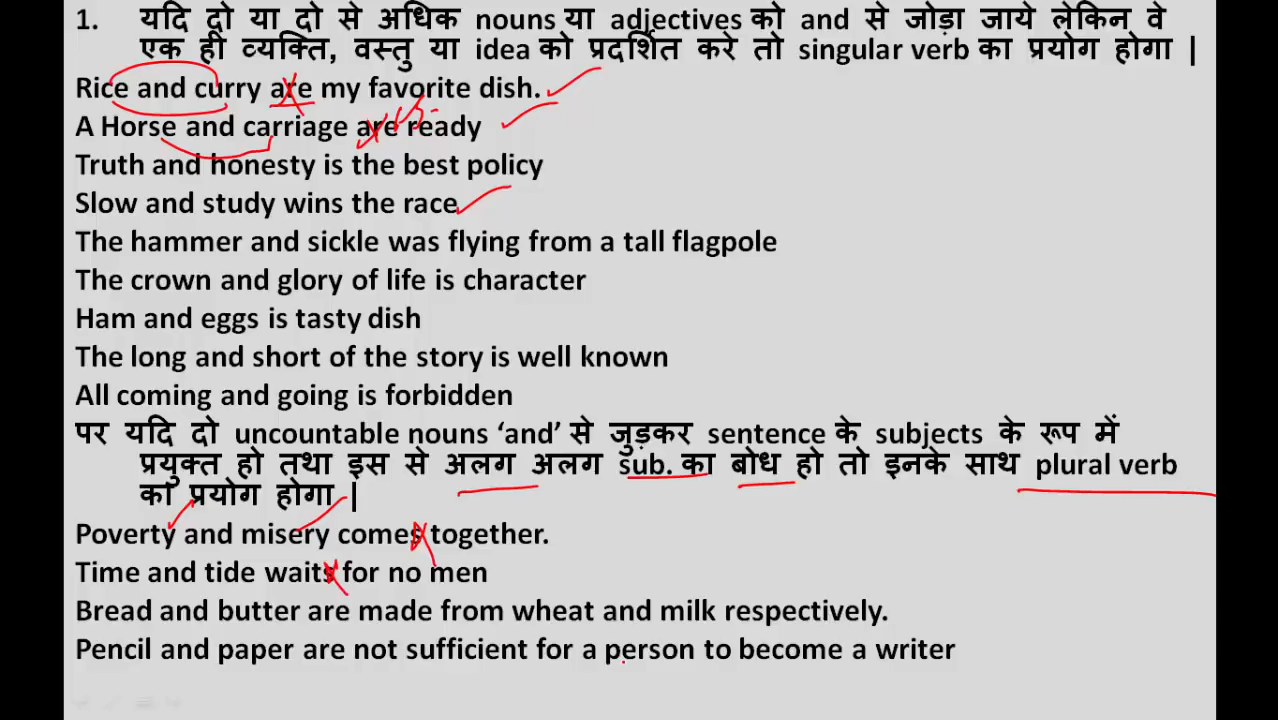 1. यदि दो या दो से अधिक nouns या adjectives को and से जोड़ा जाये लेकिन वे
एक ही व्यक्ति, वस्तु या idea को प्रदर्शित करे तो singular verb का प्रयोग होगा |
Rice and curry are my favorite dish.
A Horse and carriage are ready
Truth and honesty is the best policy
Slow and study wins the race
The hammer and sickle was flying from a tall flagpole
The crown and glory of life is character
Ham and eggs is tasty dish
The long and short of the story is well known
All coming and going is forbidden
पर यदि दो uncountable nouns ‘and’ से जुड़कर sentence के subjects के रूप में
प्रयुक्त हो तथा इस से अलग अलग sub. का बोध हो तो इनके साथ plural verb
का प्रयोग होगा |
Poverty and misery comes together.
Time and tide waits for no men
Bread and butter are made from wheat and milk respectively.
Pencil and paper are not sufficient for a person to become a writer